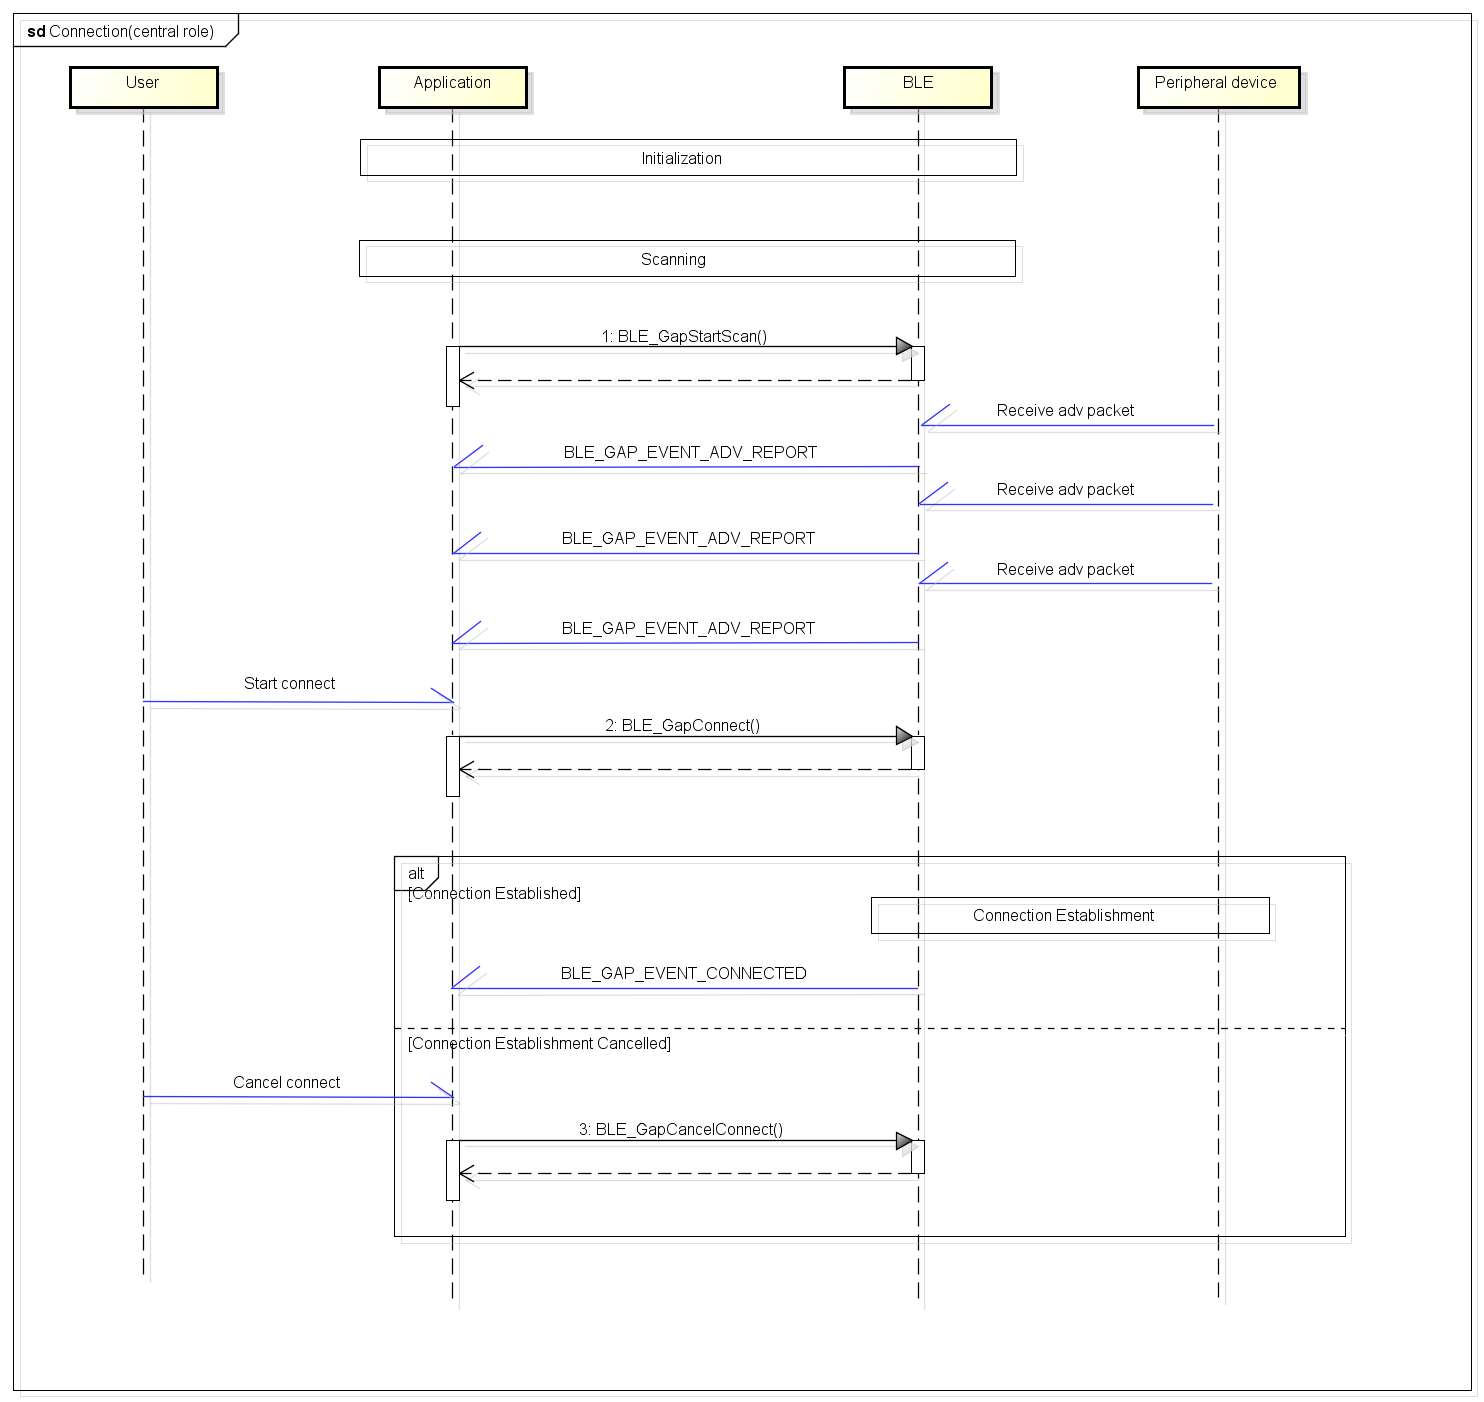 sd Connection(central role)
User
Application
BLE
Peripheral device
Initialization
Scanning
1: BLE_GapStartScan()
Receive adv packet
BLE_GAP_EVENT_ADV_REPORT
Receive adv packet
BLE_GAP_EVENT_ADV_REPORT
Receive adv packet
BLE_GAP_EVENT_ADV_REPORT
Start connect
2: BLE_GapConnect()
alt
[Connection Established]
Connection Establishment
BLE_GAP_EVENT_CONNECTED
[Connection Establishment Cancelled]
Cancel connect
3: BLE_GapCancelConnect()